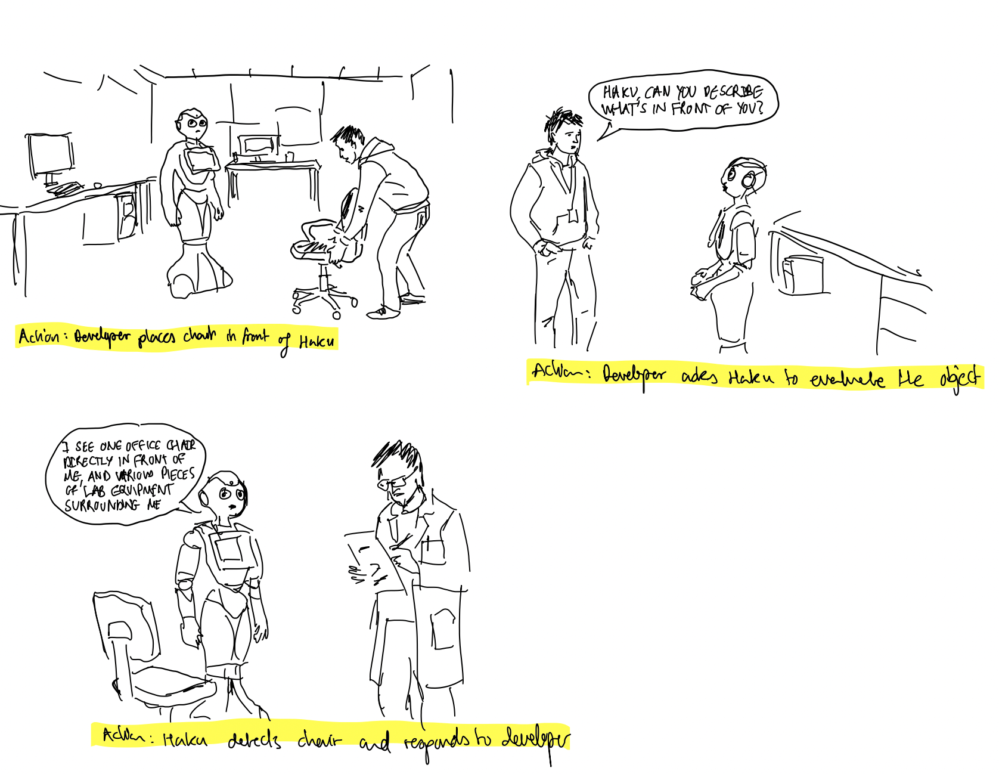 Action: Developer places chair in front of Haku
HAKU, CAN YOU DESCRIBE
WHAT'S IN FRONT OF YOU?
Action: Developer asks Haku to evaluate the object
I SEE ONE OFFICE CHAIR
DIRECTLY IN FRONT OF
ME, AND VARIOUS PIECES
OF LAB EQUIPMENT
SURROUNDING ME
Action: Haku detects chair and responds to developer